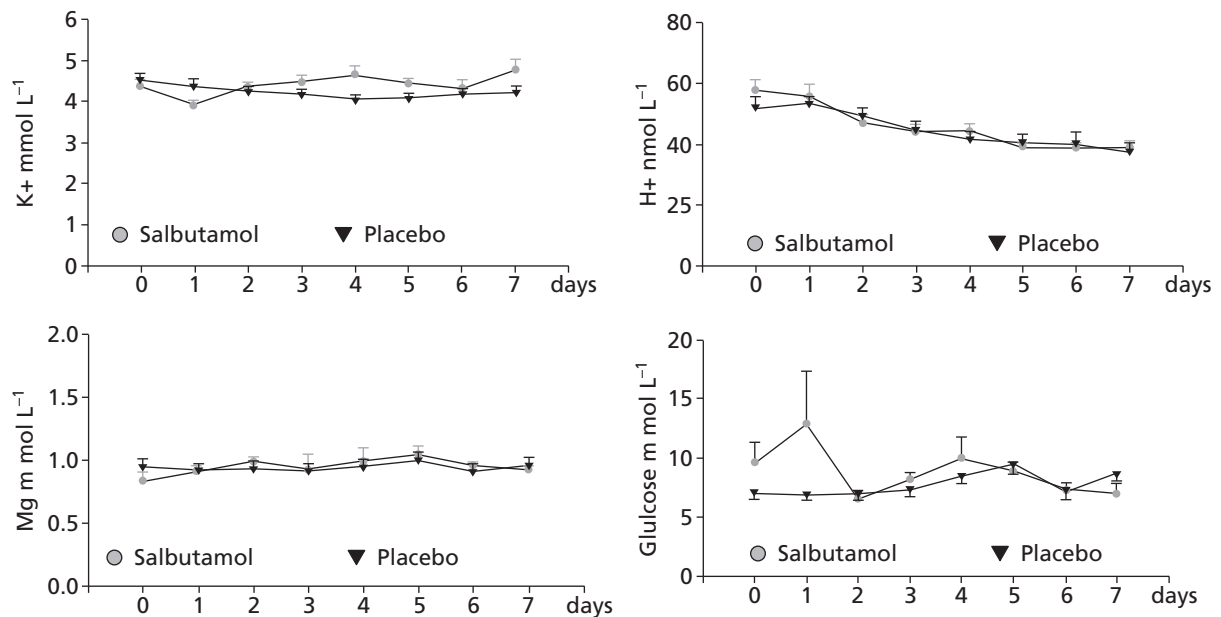 K+ mmol L⁻¹
6
5
4
3
2
1
0
Salbutamol Placebo
0 1 2 3 4 5 6 7 days
H+ nmol L⁻¹
80
60
40
25
0
Salbutamol Placebo
0 1 2 3 4 5 6 7 days
Mg m mol L⁻¹
2.0
1.5
1.0
0.5
0.0
Salbutamol Placebo
0 1 2 3 4 5 6 7 days
Glulcose m mol L⁻¹
20
15
10
5
0
Salbutamol Placebo
0 1 2 3 4 5 6 7 days